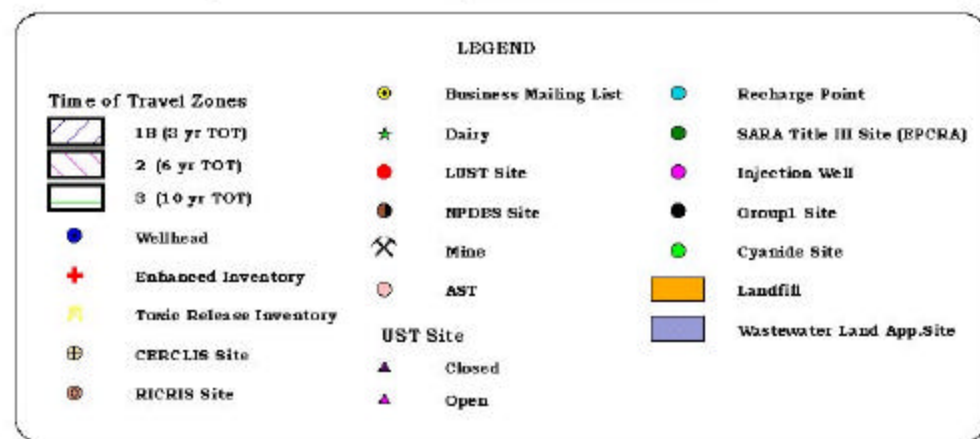 LEGEND
Time of Travel Zones
1B (3 yr TOT)
2 (6 yr TOT)
3 (10 yr TOT)
Wellhead
Enhanced Inventory
Toxic Release Inventory
CERCLIS Site
RICRIS Site
Business Mailing List
Dairy
LUST Site
NPDES Site
Mine
AST
UST Site
Closed
Open
Recharge Point
SARA Title III Site (EPCRA)
Injection Well
Group1 Site
Cyanide Site
Landfill
Wastewater Land App.Site